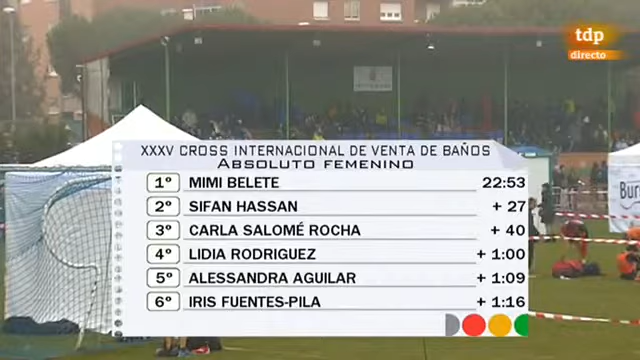 tdp
directo
XXXV CROSS INTERNACIONAL DE VENTA DE BAÑOS
ABSOLUTO FEMENINO
1º MIMI BELETE 22:53
2º SIFAN HASSAN + 27
3º CARLA SALOMÉ ROCHA + 40
4º LIDIA RODRIGUEZ + 1:00
5º ALESSANDRA AGUILAR + 1:09
6º IRIS FUENTES-PILA + 1:16